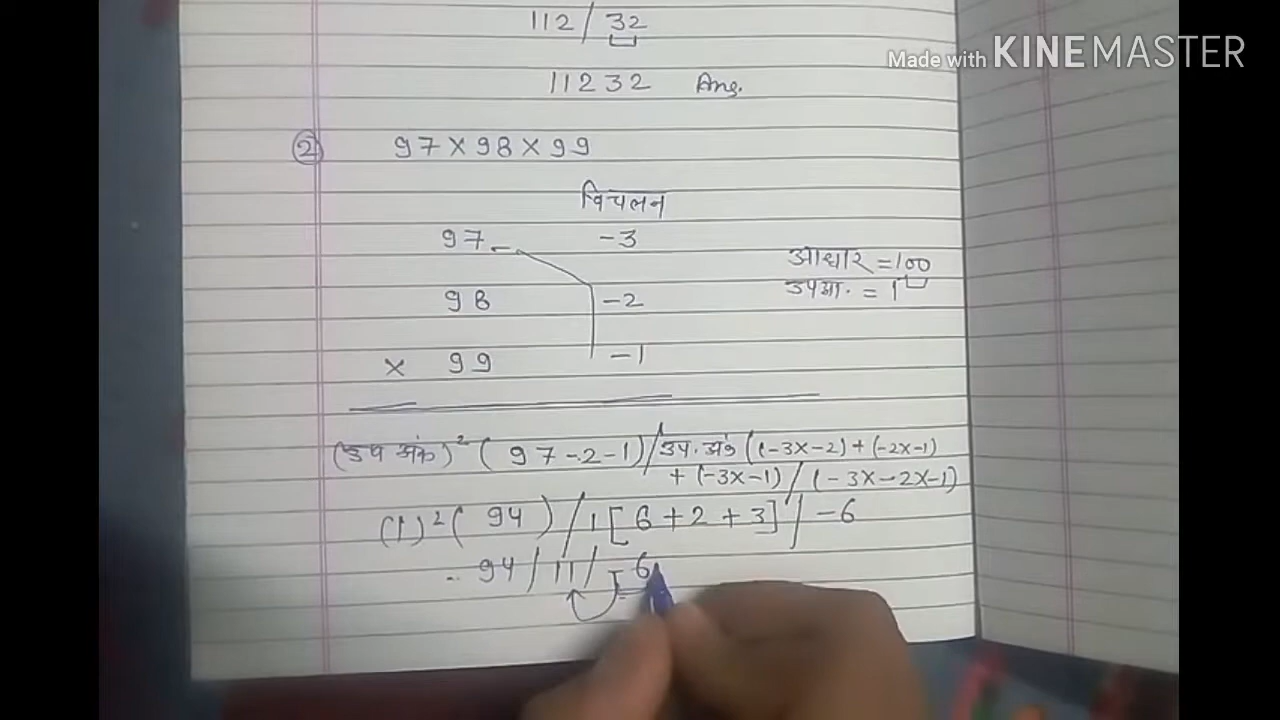 112/32
Made with KINEMASTER
11232 Ans.
② 97×98×99
विचलन
97 -3
आधार =100
98 -2
उपआ. = 1
× 99 -1
(उप अंक)² (97-2-1)/उप. अंक ((-3×-2)+(-2×-1)
+(-3×-1)/(-3×-2×-1)
(1)²(94)/1[6+2+3]/-6
94/11/-6